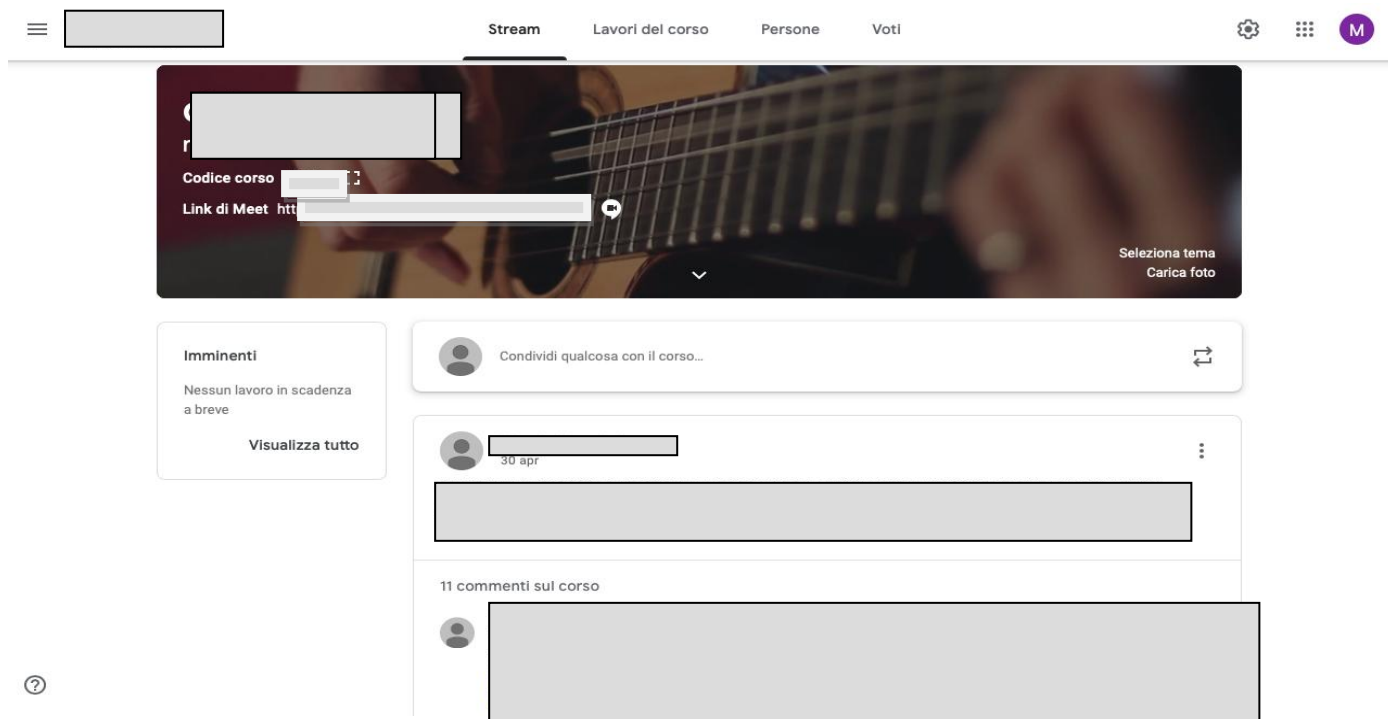 Stream Lavori del corso Persone Voti M
Codice corso
Link di Meet htt
Seleziona tema
Carica foto
Imminenti
Nessun lavoro in scadenza
a breve
Visualizza tutto
Condividi qualcosa con il corso...
30 apr
11 commenti sul corso